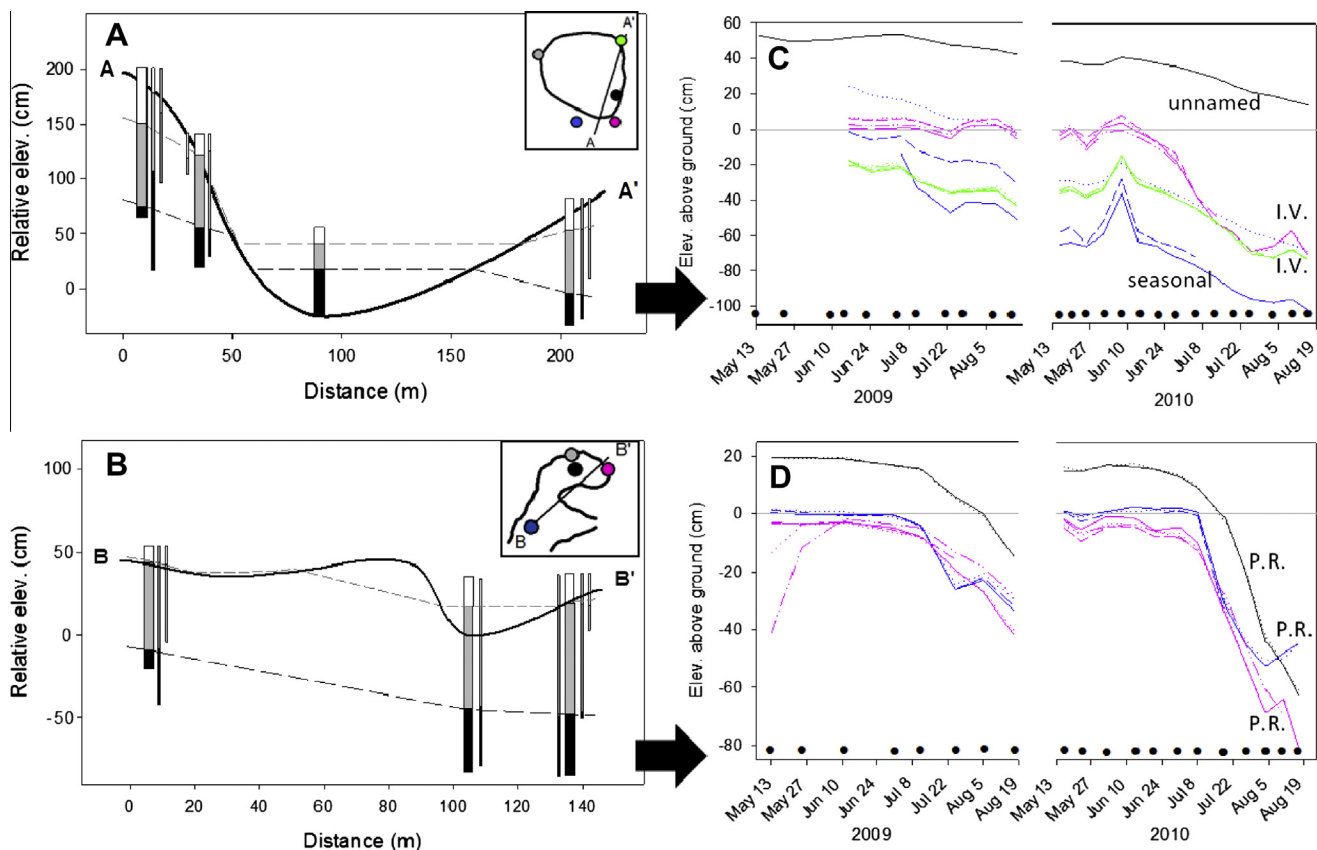 A
A
A'
Relative elev. (cm)
200
150
100
50
0
0 50 100 150 200
Distance (m)
A'
A
C
Elev. above ground (cm)
60
40
20
0
-20
-40
-60
-80
-100
unnamed
I.V.
I.V.
seasonal
May 13
May 27
Jun 10
Jun 24
Jul 8
Jul 22
Aug 5
2009
May 13
May 27
Jun 10
Jun 24
Jul 8
Jul 22
Aug 5
Aug 19
2010
B
B
B'
Relative elev. (cm)
100
50
0
-50
0 20 40 60 80 100 120 140
Distance (m)
B'
B
D
Elev. above ground (cm)
20
0
-20
-40
-60
-80
P.R.
P.R.
P.R.
May 13
May 27
Jun 10
Jun 24
Jul 8
Jul 22
Aug 5
Aug 19
2009
May 13
May 27
Jun 10
Jun 24
Jul 8
Jul 22
Aug 5
Aug 19
2010